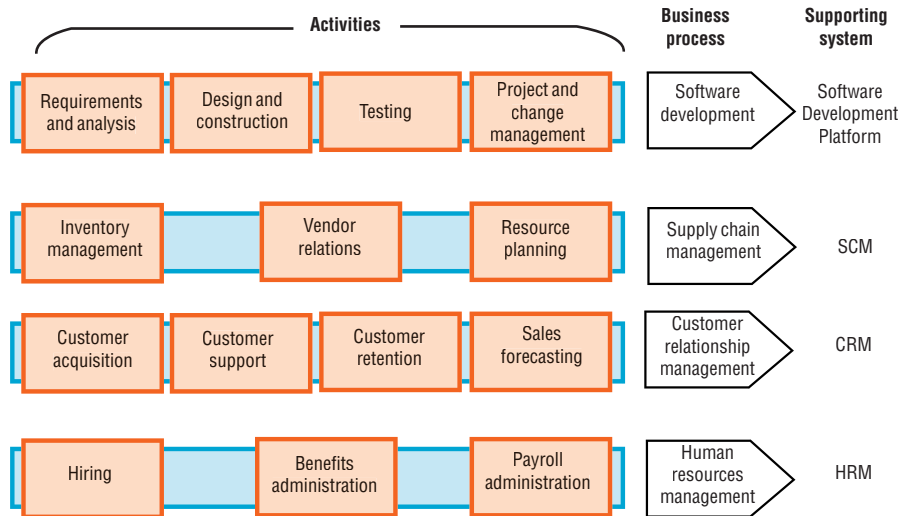 Activities
Business
process
Supporting
system
Requirements
and analysis
Design and
construction
Testing
Project and
change
management
Software
development
Software
Development
Platform
Inventory
management
Vendor
relations
Resource
planning
Supply chain
management
SCM
Customer
acquisition
Customer
support
Customer
retention
Sales
forecasting
Customer
relationship
management
CRM
Hiring
Benefits
administration
Payroll
administration
Human
resources
management
HRM